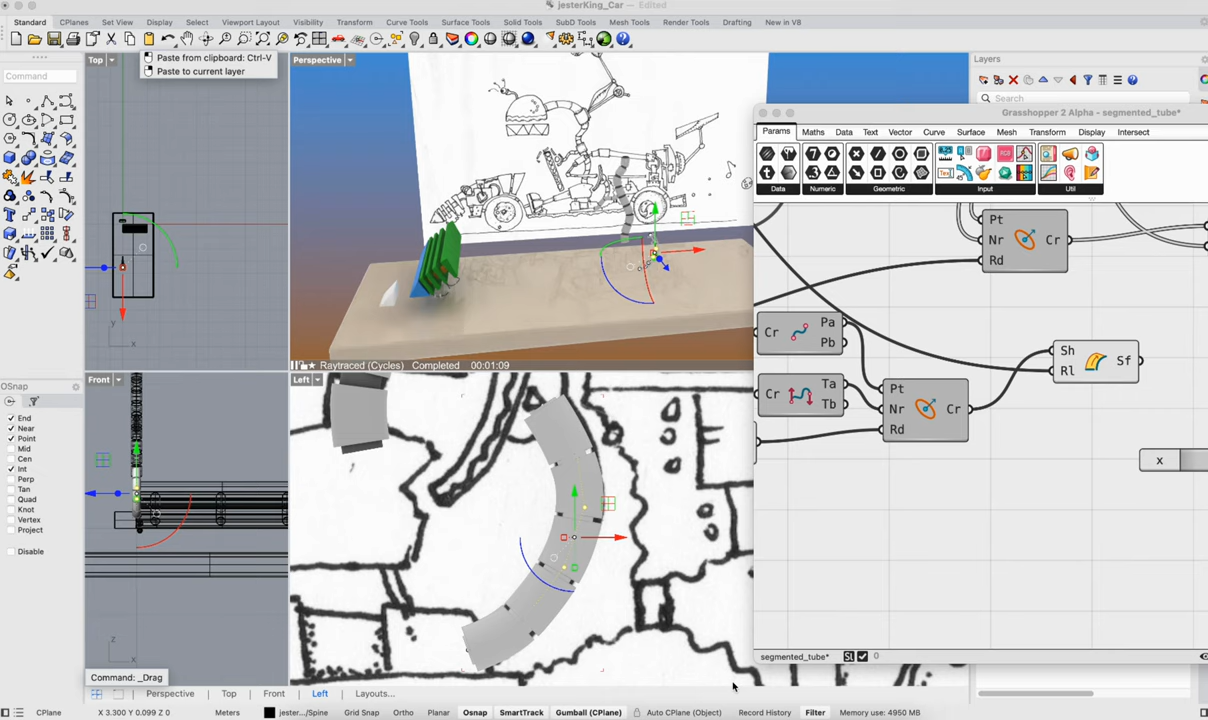 jesterKing_Car — Edited
Standard CPlanes Set View Display Select Viewport Layout Visibility Transform Curve Tools Surface Tools Solid Tools SubD Tools Mesh Tools Render Tools Drafting New in V8
Command
Top
Paste from clipboard: Ctrl-V
Paste to current layer
y
x
Perspective
Raytraced (Cycles) Completed 00:01:09
Layers
Search
Grasshopper 2 Alpha - segmented_tube*
Params Maths Data Text Vector Curve Surface Mesh Transform Display Intersect
Data Numeric Geometric Input Util
Pt
Nr
Rd
Cr
Cr
Pa
Pb
Cr
Ta
Tb
Pt
Nr
Rd
Cr
Sh
Rl
Sf
x
segmented_tube*
0
OSnap
End
Near
Point
Mid
Cen
Int
Perp
Tan
Quad
Knot
Vertex
Project
Disable
Front
z
x
Left
Command: _Drag
Perspective Top Front Left Layouts...
CPlane X 3.300 Y 0.099 Z 0 Meters jester.../Spine Grid Snap Ortho Planar Osnap SmartTrack Gumball (CPlane) Auto CPlane (Object) Record History Filter Memory use: 4950 MB